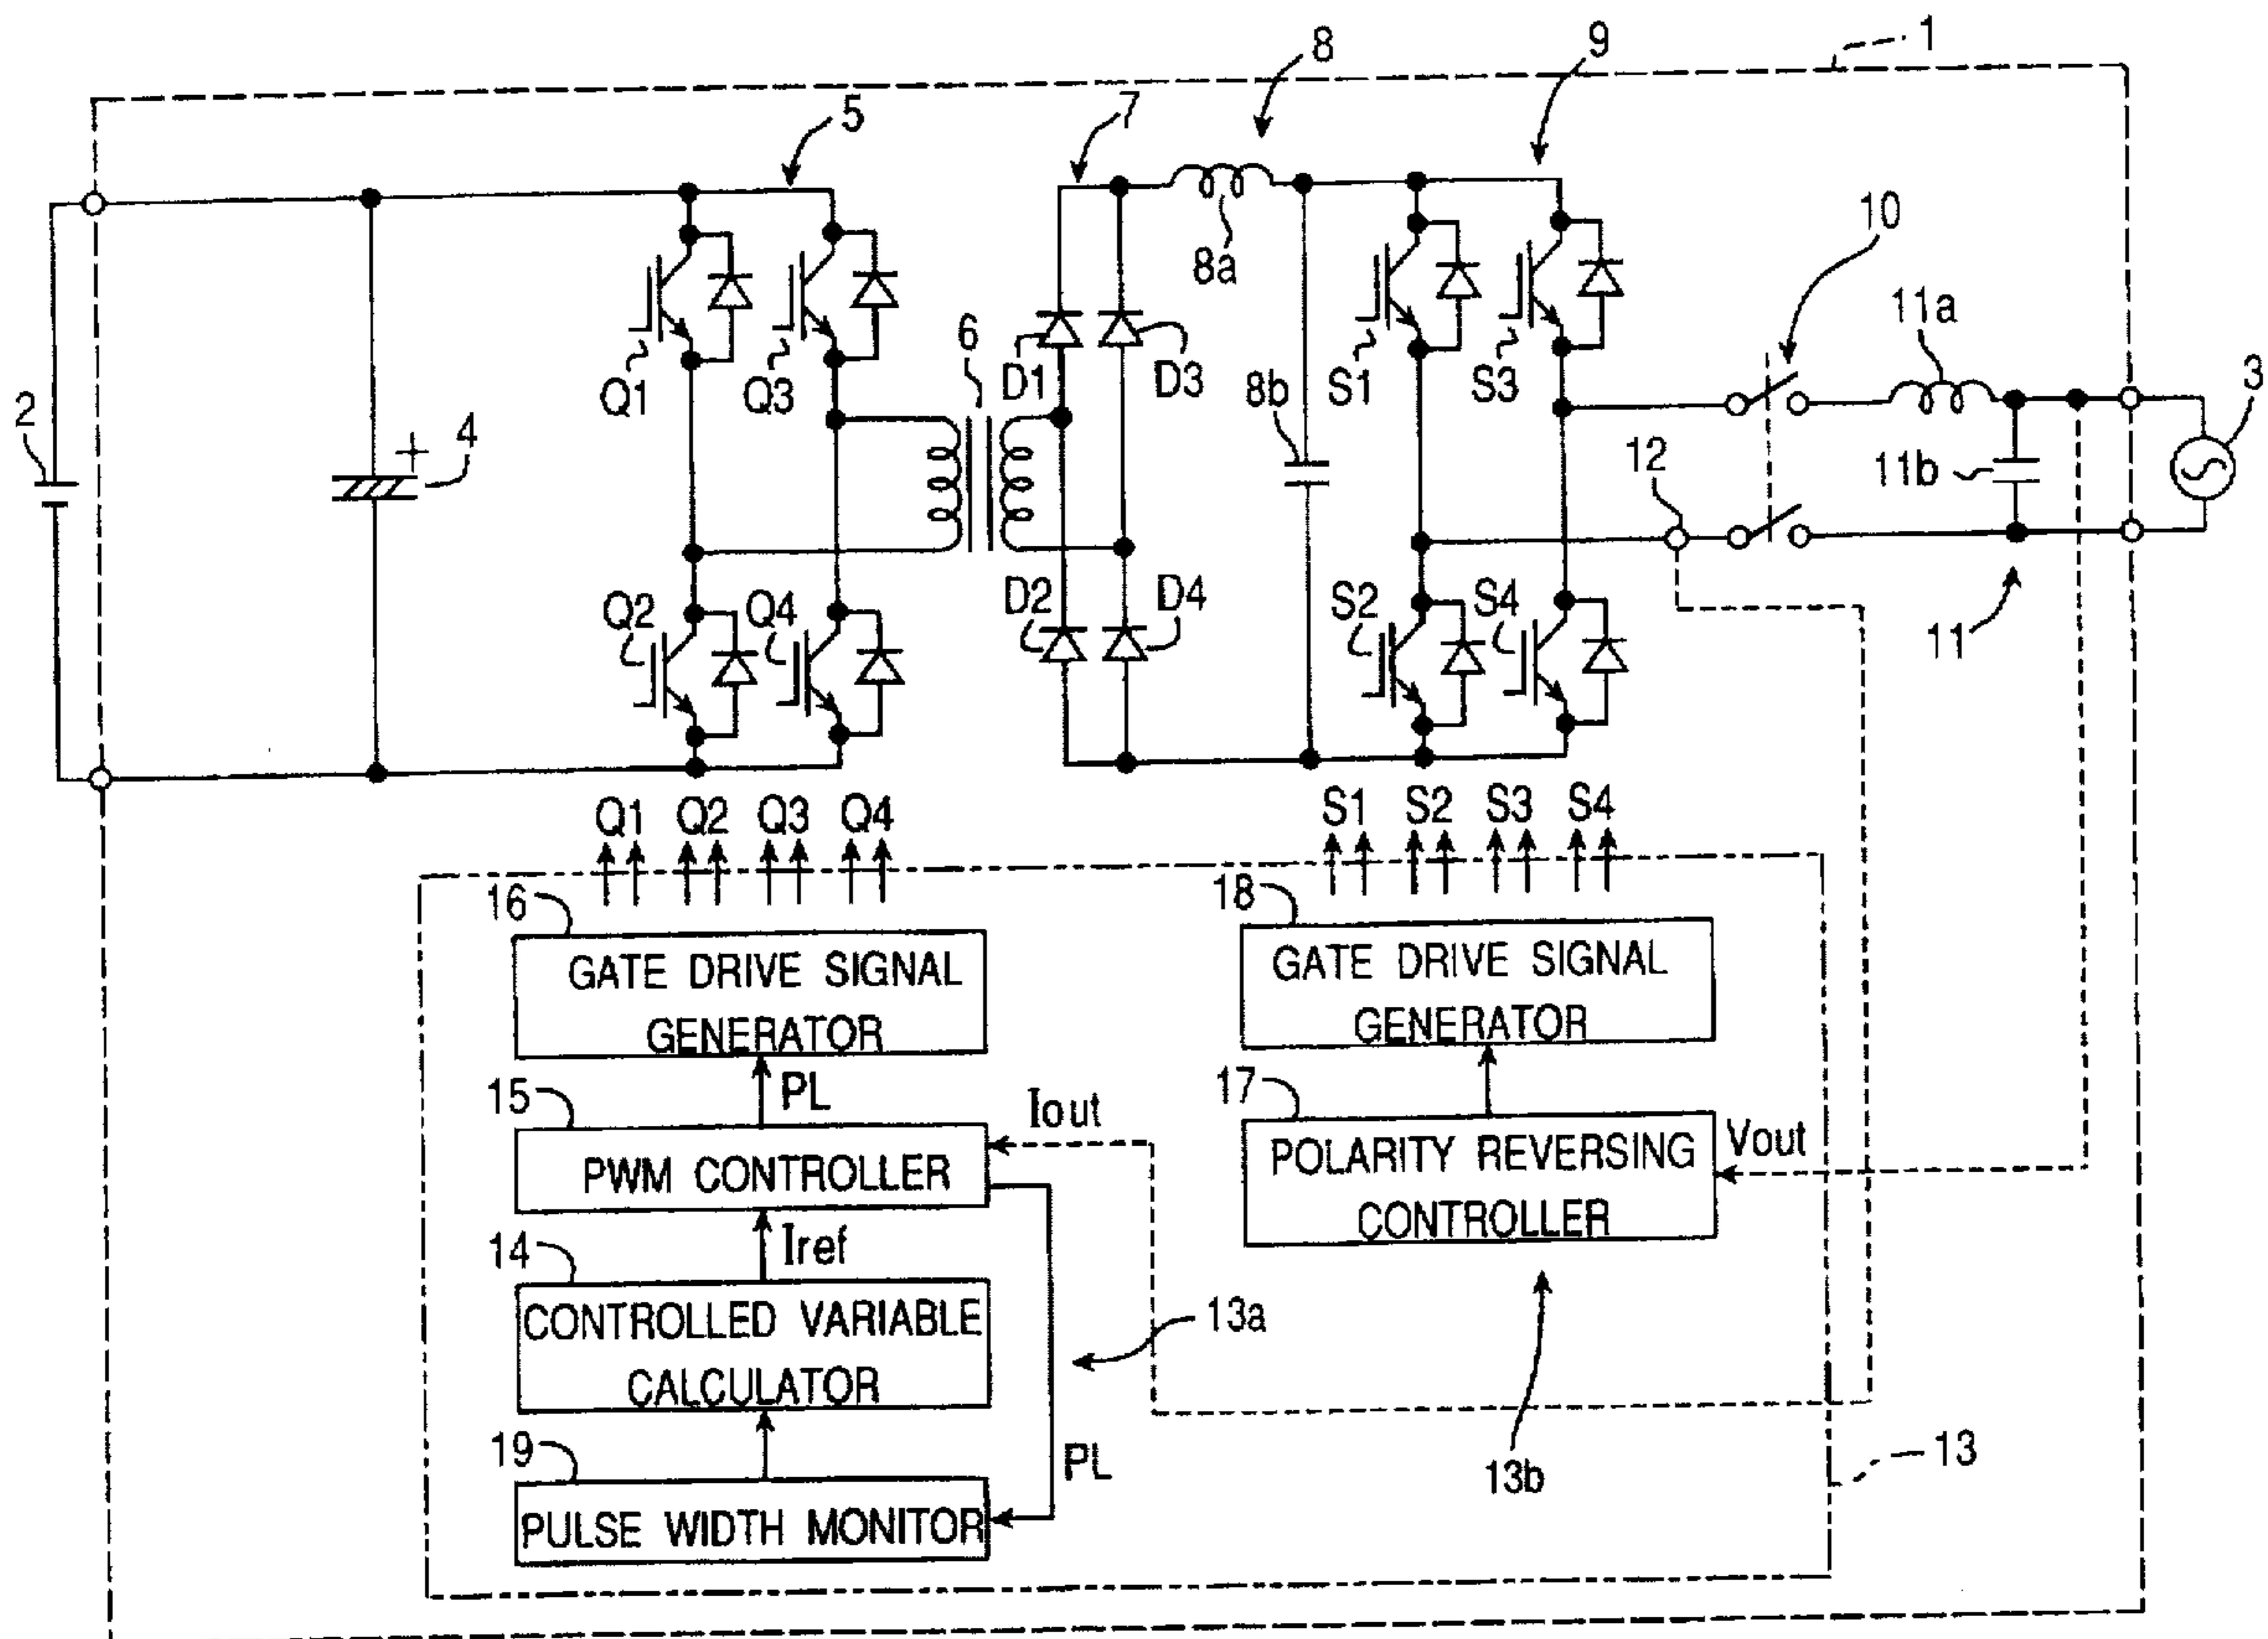 1
8
9
5
7
10
8a
11a
6
Q1
Q3
D1
D3
8b
S1
S3
3
2
4
12
11b
Q2
Q4
D2
D4
S2
S4
11
Q1 Q2 Q3 Q4
S1 S2 S3 S4
16
GATE DRIVE SIGNAL
GENERATOR
18
GATE DRIVE SIGNAL
GENERATOR
PL
15
PWM CONTROLLER
Iout
17
POLARITY REVERSING
CONTROLLER
Vout
Iref
14
CONTROLLED VARIABLE
CALCULATOR
13a
PL
19
PULSE WIDTH MONITOR
13b
13